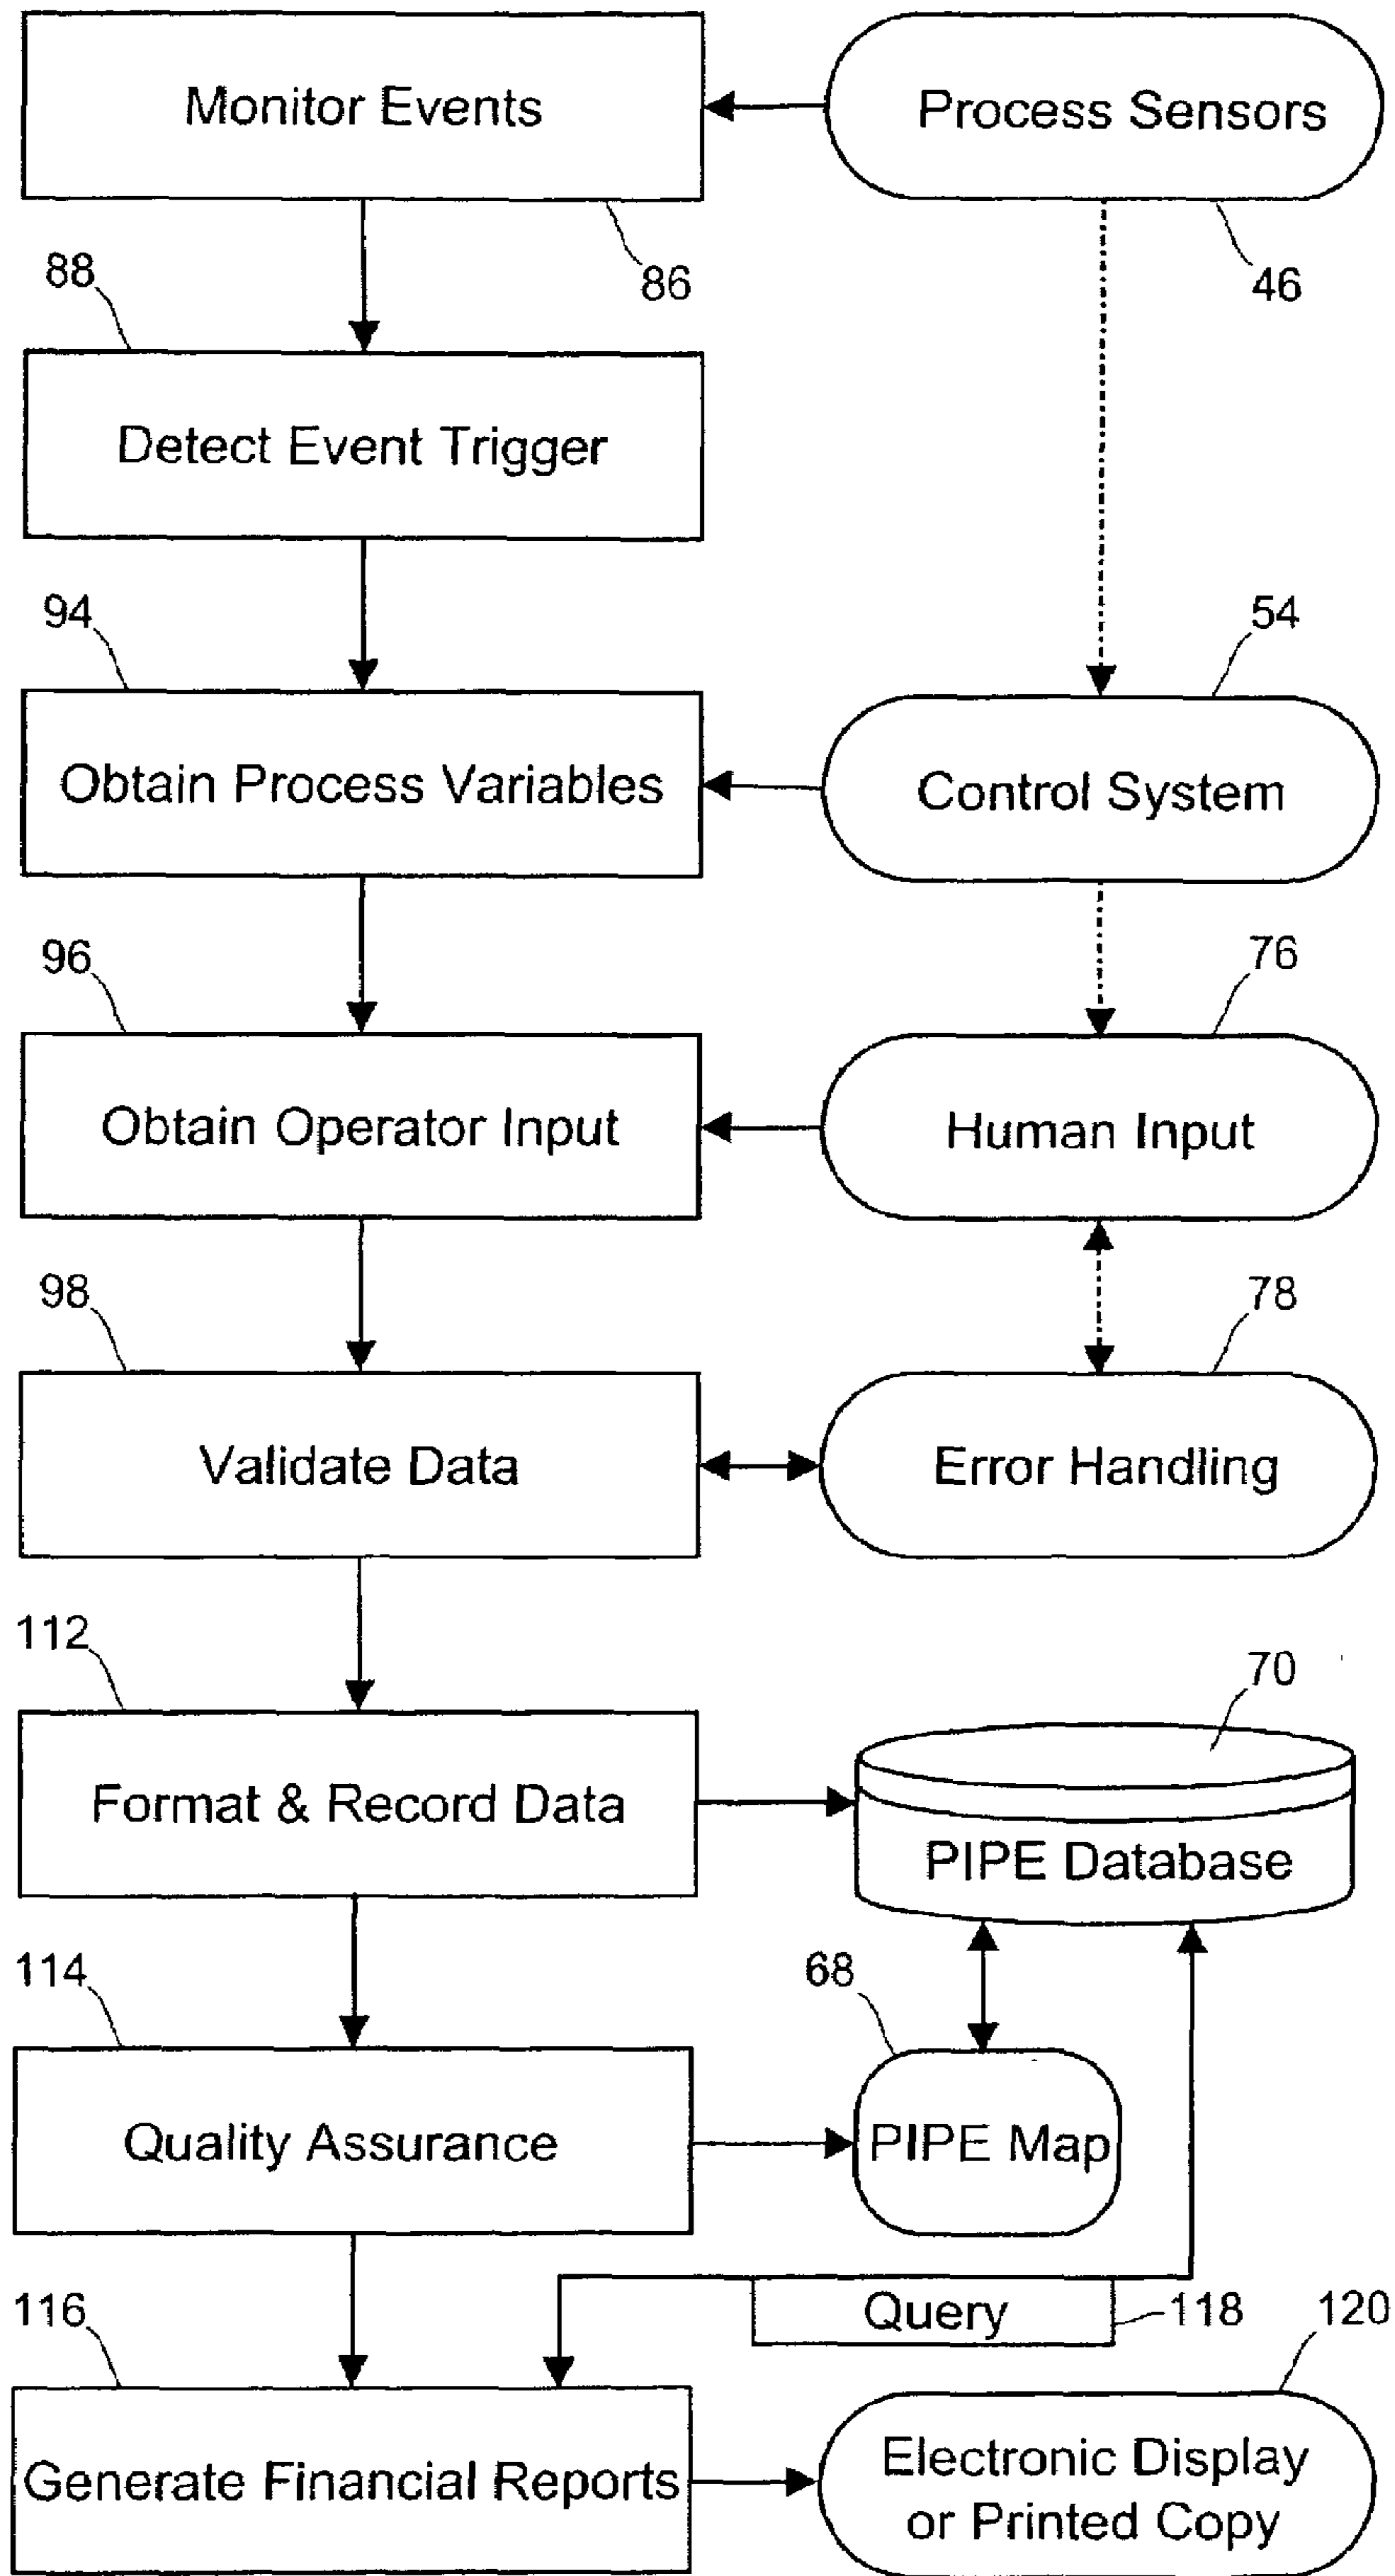 Monitor Events
Process Sensors
86
46
88
Detect Event Trigger
94
54
Obtain Process Variables
Control System
96
76
Obtain Operator Input
Human Input
98
78
Validate Data
Error Handling
112
70
Format & Record Data
PIPE Database
114
68
Quality Assurance
PIPE Map
116
Query
118
120
Generate Financial Reports
Electronic Display
or Printed Copy